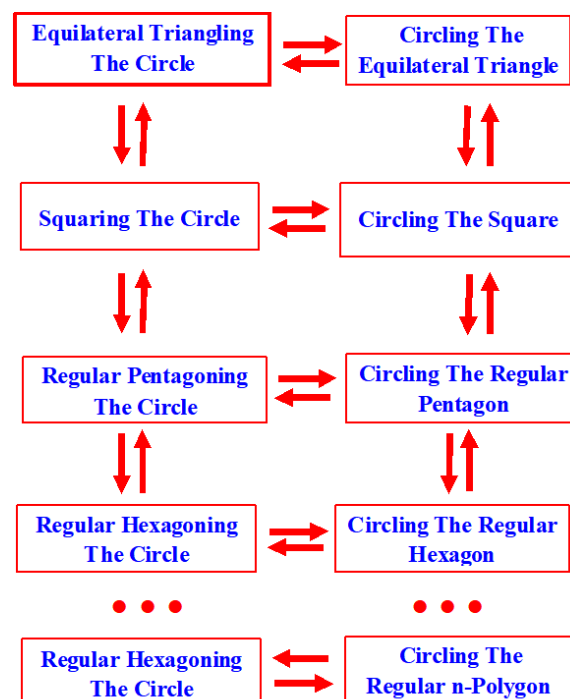 Equilateral Triangling
The Circle
Circling The
Equilateral Triangle
Squaring The Circle
Circling The Square
Regular Pentagoning
The Circle
Circling The Regular
Pentagon
Regular Hexagoning
The Circle
Circling The Regular
Hexagon
Regular Hexagoning
The Circle
Circling The
Regular n-Polygon